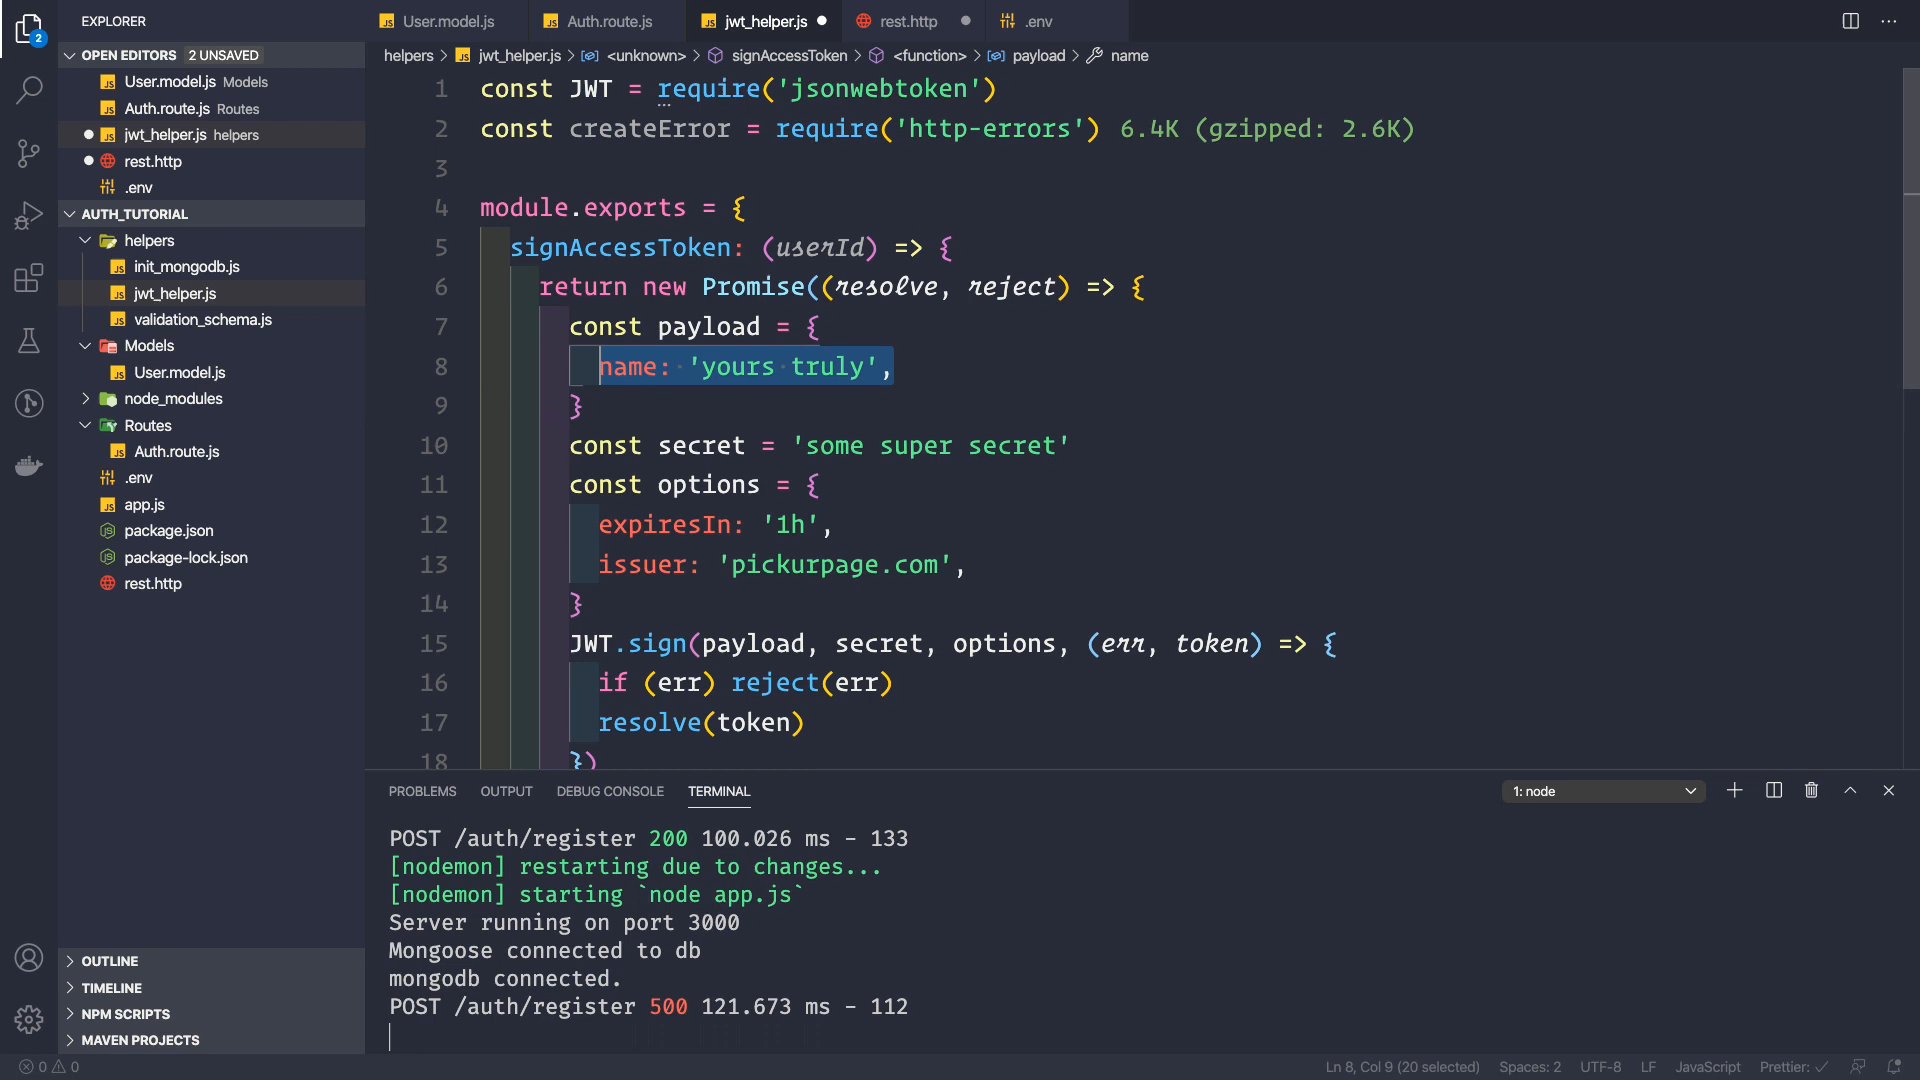 EXPLORER
2
OPEN EDITORS 2 UNSAVED
User.model.js Models
Auth.route.js Routes
jwt_helper.js helpers
rest.http
.env
AUTH_TUTORIAL
helpers
init_mongodb.js
jwt_helper.js
validation_schema.js
Models
User.model.js
node_modules
Routes
Auth.route.js
.env
app.js
package.json
package-lock.json
rest.http
OUTLINE
TIMELINE
NPM SCRIPTS
MAVEN PROJECTS
User.model.js Auth.route.js jwt_helper.js rest.http .env
helpers > jwt_helper.js > <unknown> > signAccessToken > <function> > payload > name
1 const JWT = require('jsonwebtoken')
2 const createError = require('http-errors') 6.4K (gzipped: 2.6K)
3
4 module.exports = {
5 signAccessToken: (userId) => {
6 return new Promise((resolve, reject) => {
7 const payload = {
8 name: 'yours truly',
9 }
10 const secret = 'some super secret'
11 const options = {
12 expiresIn: '1h',
13 issuer: 'pickurpage.com',
14 }
15 JWT.sign(payload, secret, options, (err, token) => {
16 if (err) reject(err)
17 resolve(token)
18 })
PROBLEMS OUTPUT DEBUG CONSOLE TERMINAL 1: node
POST /auth/register 200 100.026 ms - 133
[nodemon] restarting due to changes...
[nodemon] starting `node app.js`
Server running on port 3000
Mongoose connected to db
mongodb connected.
POST /auth/register 500 121.673 ms - 112
0 0 Ln 8, Col 9 (20 selected) Spaces: 2 UTF-8 LF JavaScript Prettier: ✓